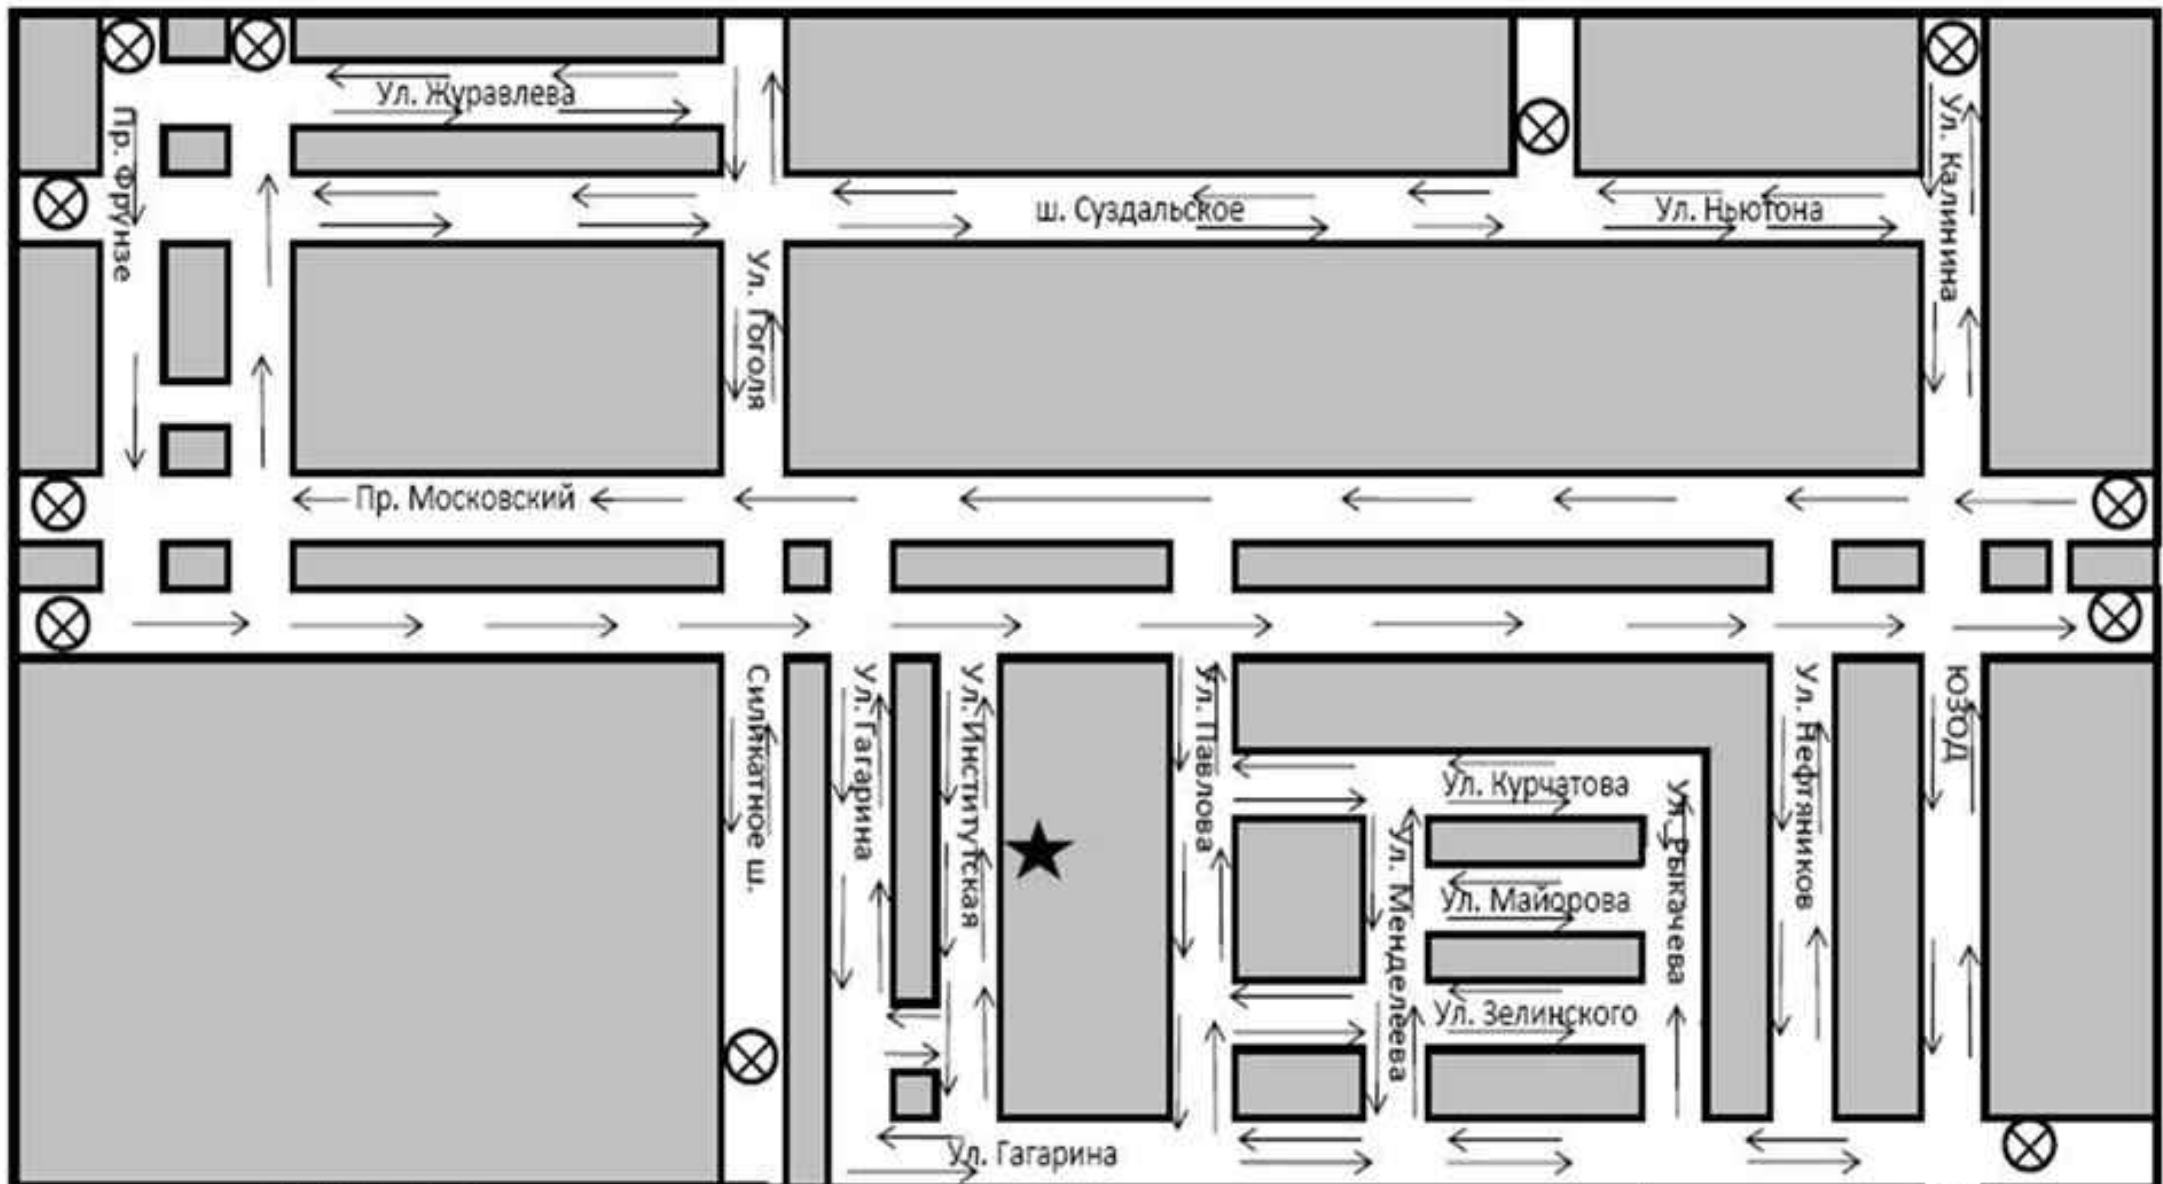 Ул. Журавлева
Пр. Фрунзе
Ул. Калинина
ш. Суздальское
Ул. Ньютона
Ул. Гоголя
Пр. Московский
Силикатное ш.
Ул. Гагарина
Ул. Институтская
Ул. Павлова
Ул. Курчатова
Ул. Рыкачева
Ул. Нефтяников
ЮЗОД
Ул. Менделеева
Ул. Майорова
Ул. Зелинского
Ул. Гагарина